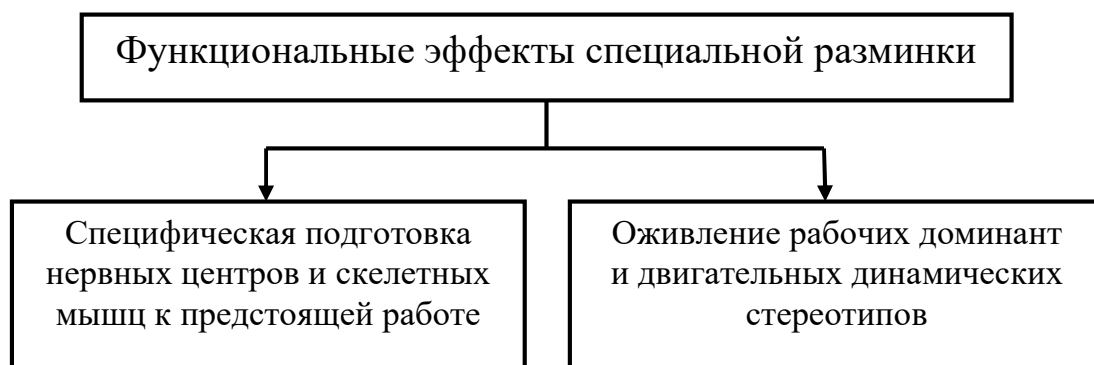 Функциональные эффекты специальной разминки
Специфическая подготовка
нервных центров и скелетных
мышц к предстоящей работе
Оживление рабочих доминант
и двигательных динамических
стереотипов